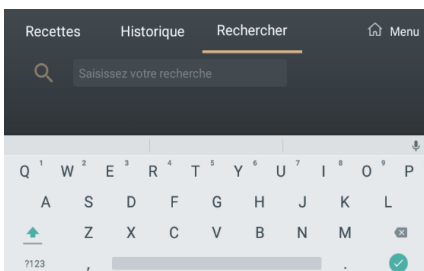 Recettes Historique Rechercher Menu
Saisissez votre recherche
Q 1 W 2 E 3 R 4 T 5 Y 6 U 7 I 8 O 9 P
A S D F G H J K L
Z X C V B N M
?123 , .